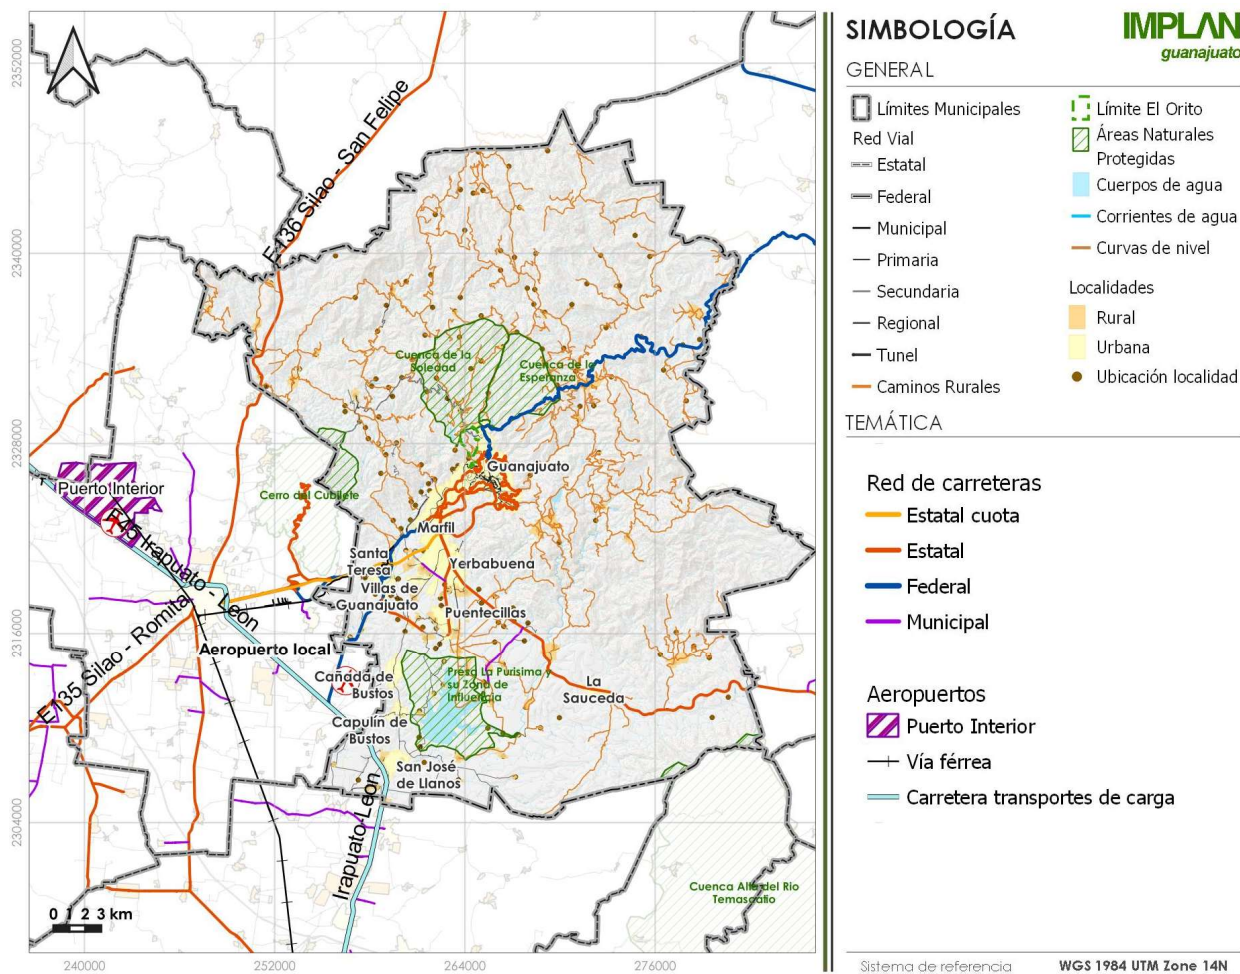 2352000
2340000
2328000
2316000
2304000
240000
252000
264000
276000
E136 Silao - San Felipe
Cuenca de la
Soledad
Cuenca de la
Esperanza
Guanajuato
Puerto Interior
Cerro del Cubilete
F45 Irapuato - Leon
Marfil
Santa
Teresa
Yerbabuena
Villas de
Guanajuato
Puentecillas
E135 Silao - Romita
Aeropuerto local
Cañada de
Bustos
Presa La Purisima y
su Zona de
Influencia
La
Sauceda
Capulín de
Bustos
San José
de Llanos
Irapuato-Leon
Cuenca Alta del Rio
Temascatio
0 1 2 3 km
SIMBOLOGÍA
IMPLAN
guanajuato
GENERAL
Límites Municipales
Red Vial
Estatal
Federal
Municipal
Primaria
Secundaria
Regional
Tunel
Caminos Rurales
Límite El Orito
Áreas Naturales
Protegidas
Cuerpos de agua
Corrientes de agua
Curvas de nivel
Localidades
Rural
Urbana
Ubicación localidad
TEMÁTICA
Red de carreteras
Estatal cuota
Estatal
Federal
Municipal
Aeropuertos
Puerto Interior
Vía férrea
Carretera transportes de carga
Sistema de referencia WGS 1984 UTM Zone 14N